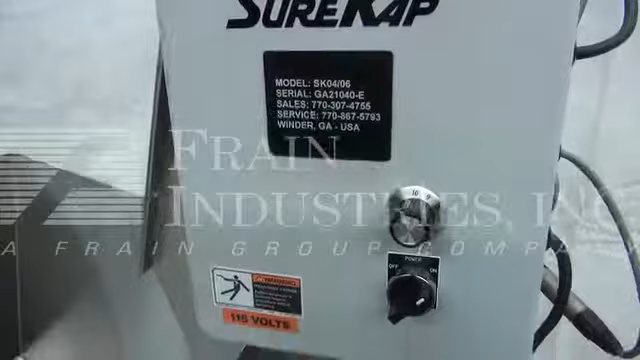 SUREKAP
MODEL: SK04/06
SERIAL: GA21040-E
SALES: 770-307-4755
SERVICE: 770-867-5793
WINDER, GA - USA
FRAIN
INDUSTRIES, INC
A FRAIN GROUP COMPA
10
POWER
OFF ON
WARNING
115 VOLTS